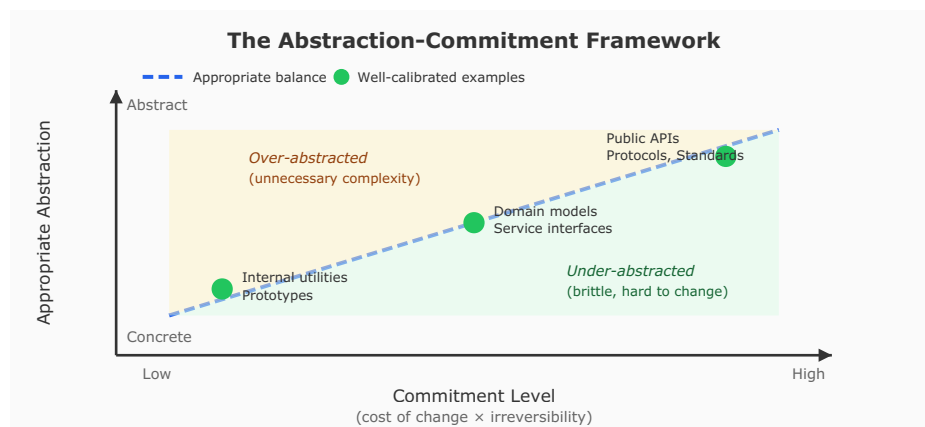 The Abstraction-Commitment Framework
Appropriate balance
Well-calibrated examples
Abstract
Appropriate Abstraction
Over-abstracted
(unnecessary complexity)
Public APIs
Protocols, Standards
Domain models
Service interfaces
Internal utilities
Prototypes
Under-abstracted
(brittle, hard to change)
Concrete
Low
High
Commitment Level
(cost of change × irreversibility)